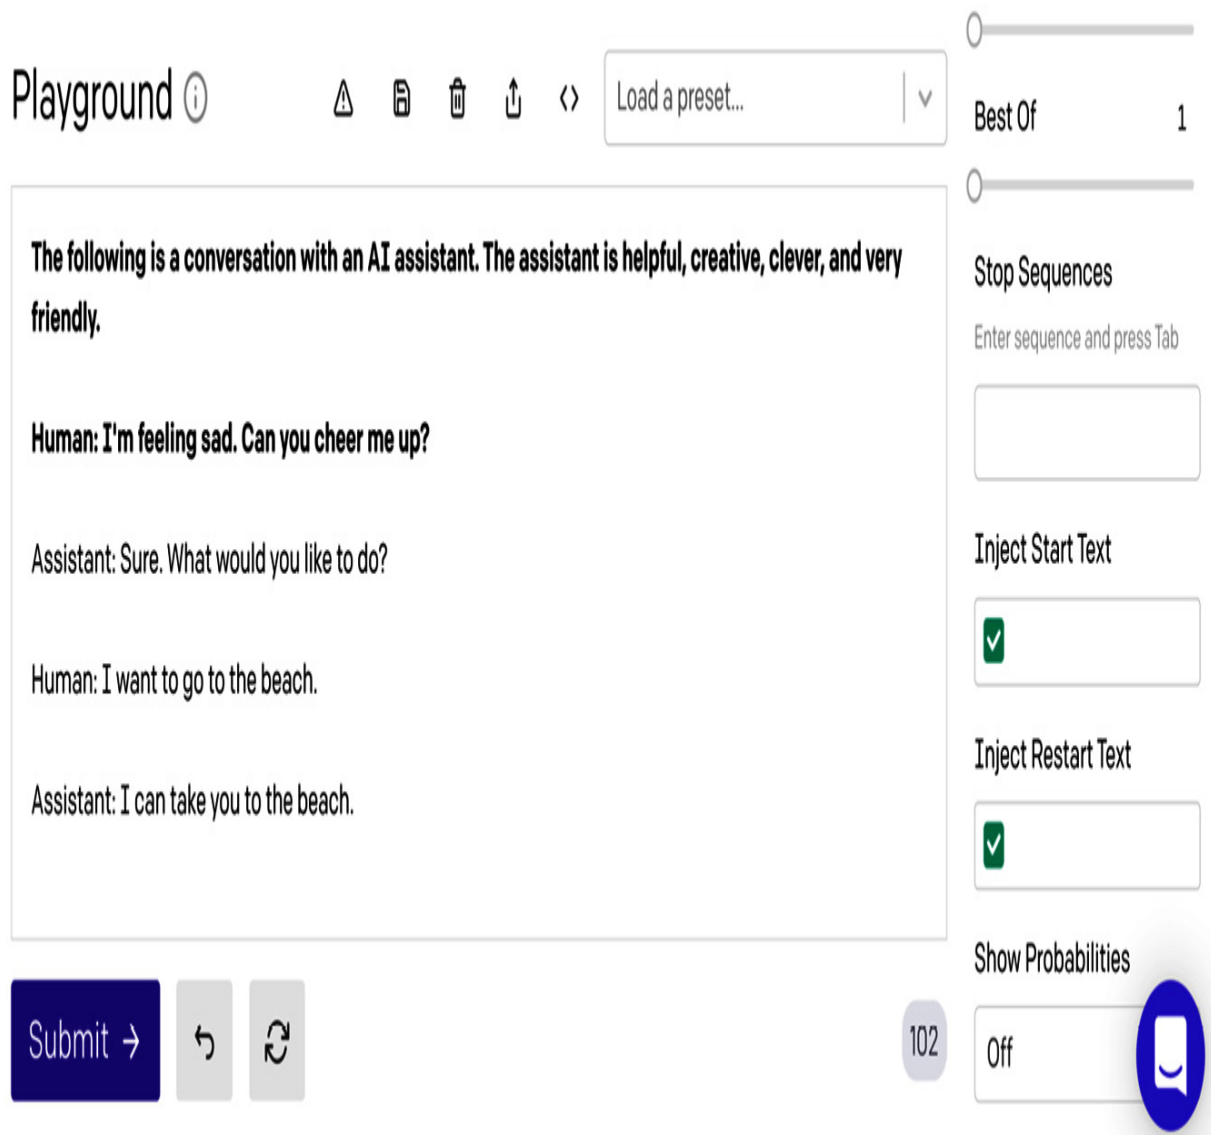 Playground
Load a preset...
The following is a conversation with an AI assistant. The assistant is helpful, creative, clever, and very
friendly.
Human: I'm feeling sad. Can you cheer me up?
Assistant: Sure. What would you like to do?
Human: I want to go to the beach.
Assistant: I can take you to the beach.
Submit →
102
Best Of 1
Stop Sequences
Enter sequence and press Tab
Inject Start Text
Inject Restart Text
Show Probabilities
Off